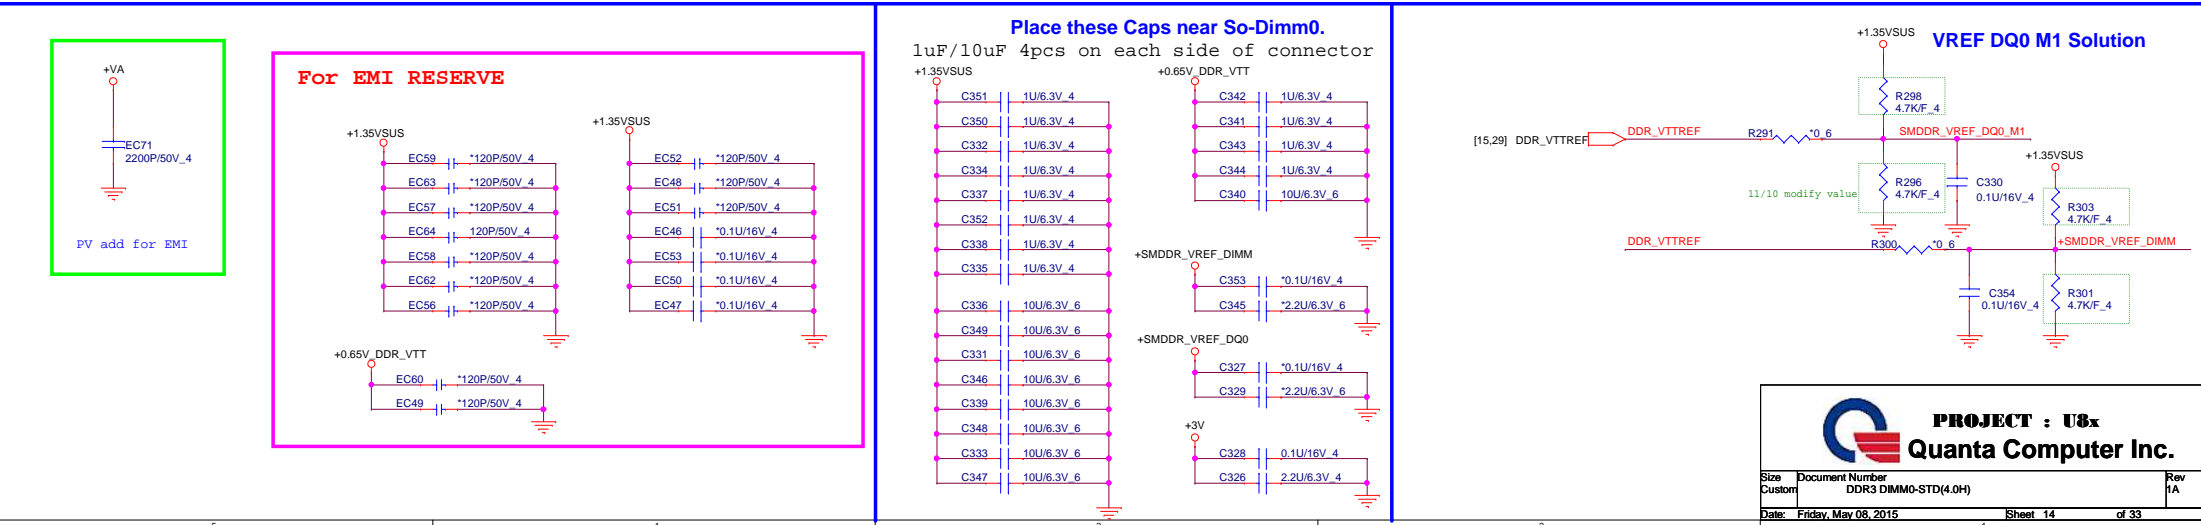 +VA
EC71
2200P/50V_4
PV add for EMI
For EMI RESERVE
+1.35VSUS
EC59 *120P/50V_4
EC63 *120P/50V_4
EC57 *120P/50V_4
EC64 120P/50V_4
EC58 *120P/50V_4
EC62 *120P/50V_4
EC56 *120P/50V_4
+1.35VSUS
EC52 *120P/50V_4
EC48 *120P/50V_4
EC51 *120P/50V_4
EC46 *0.1U/16V_4
EC53 *0.1U/16V_4
EC50 *0.1U/16V_4
EC47 *0.1U/16V_4
+0.65V_DDR_VTT
EC60 *120P/50V_4
EC49 *120P/50V_4
Place these Caps near So-Dimm0.
1uF/10uF 4pcs on each side of connector
+1.35VSUS
C351 1U/6.3V_4
C350 1U/6.3V_4
C332 1U/6.3V_4
C334 1U/6.3V_4
C337 1U/6.3V_4
C352 1U/6.3V_4
C338 1U/6.3V_4
C335 1U/6.3V_4
C336 10U/6.3V_6
C349 10U/6.3V_6
C331 10U/6.3V_6
C346 10U/6.3V_6
C339 10U/6.3V_6
C348 10U/6.3V_6
C333 10U/6.3V_6
C347 10U/6.3V_6
+0.65V_DDR_VTT
C342 1U/6.3V_4
C341 1U/6.3V_4
C343 1U/6.3V_4
C344 1U/6.3V_4
C340 10U/6.3V_6
+SMDDR_VREF_DIMM
C353 *0.1U/16V_4
C345 *2.2U/6.3V_6
+SMDDR_VREF_DQ0
C327 *0.1U/16V_4
C329 *2.2U/6.3V_6
+3V
C328 0.1U/16V_4
C326 2.2U/6.3V_4
VREF DQ0 M1 Solution
+1.35VSUS
R298
4.7K/F_4
[15,29] DDR_VTTREF
DDR_VTTREF
R291 *0_6
SMDDR_VREF_DQ0_M1
11/10 modify value
R296
4.7K/F_4
C330
0.1U/16V_4
+1.35VSUS
R303
4.7K/F_4
DDR_VTTREF
R300 *0_6
+SMDDR_VREF_DIMM
C354
0.1U/16V_4
R301
4.7K/F_4
PROJECT : U8x
Quanta Computer Inc.
Size Document Number Rev
Custom DDR3 DIMM0-STD(4.0H) 1A
Date: Friday, May 08, 2015 Sheet 14 of 33